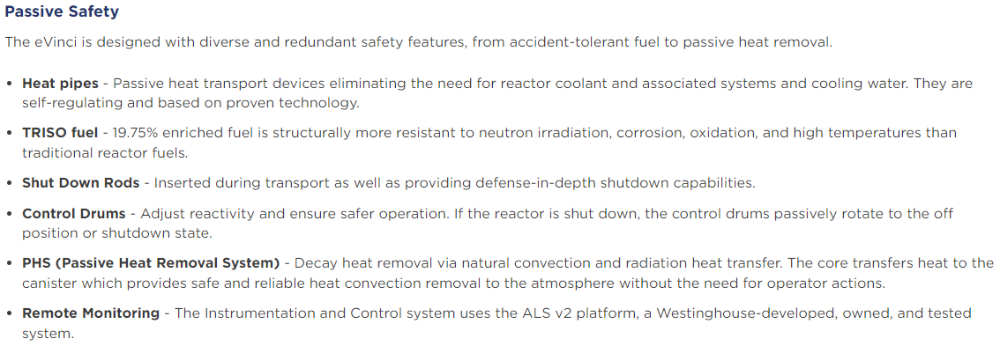 Passive Safety
The eVinci is designed with diverse and redundant safety features, from accident-tolerant fuel to passive heat removal.
• Heat pipes - Passive heat transport devices eliminating the need for reactor coolant and associated systems and cooling water. They are
self-regulating and based on proven technology.
• TRISO fuel - 19.75% enriched fuel is structurally more resistant to neutron irradiation, corrosion, oxidation, and high temperatures than
traditional reactor fuels.
• Shut Down Rods - Inserted during transport as well as providing defense-in-depth shutdown capabilities.
• Control Drums - Adjust reactivity and ensure safer operation. If the reactor is shut down, the control drums passively rotate to the off
position or shutdown state.
• PHS (Passive Heat Removal System) - Decay heat removal via natural convection and radiation heat transfer. The core transfers heat to the
canister which provides safe and reliable heat convection removal to the atmosphere without the need for operator actions.
• Remote Monitoring - The Instrumentation and Control system uses the ALS v2 platform, a Westinghouse-developed, owned, and tested
system.